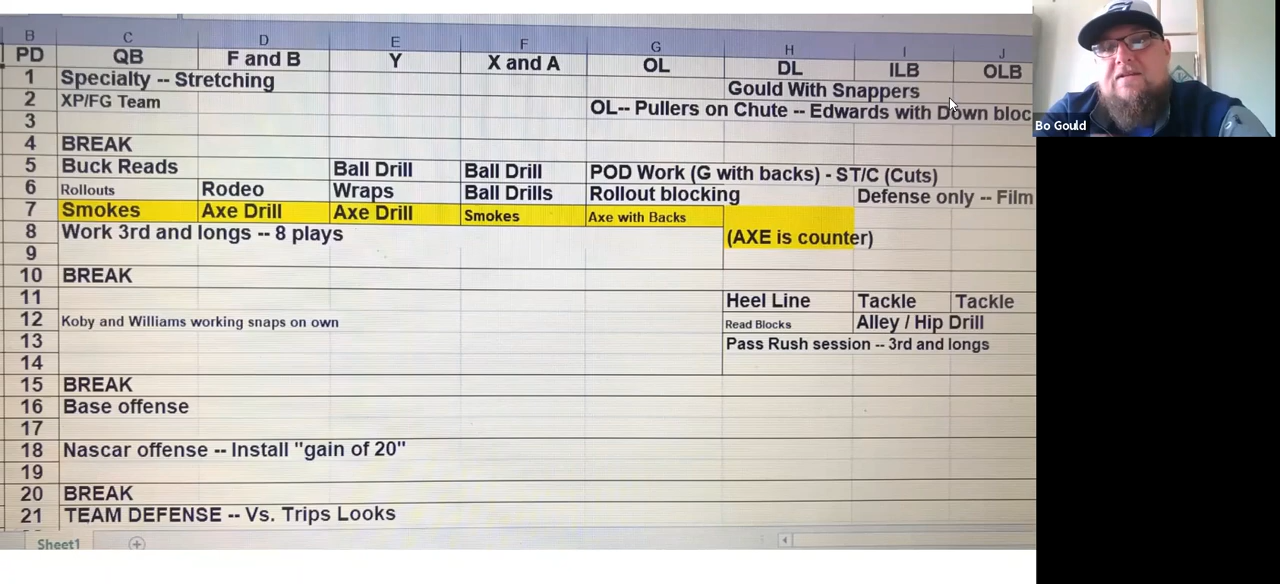 B C D E F G H I J
PD QB F and B Y X and A OL DL ILB OLB
1 Specialty -- Stretching Gould With Snappers
2 XP/FG Team OL-- Pullers on Chute -- Edwards with Down bloc
3
4 BREAK
5 Buck Reads Ball Drill Ball Drill POD Work (G with backs) - ST/C (Cuts)
6 Rollouts Rodeo Wraps Ball Drills Rollout blocking Defense only -- Film
7 Smokes Axe Drill Axe Drill Smokes Axe with Backs
8 Work 3rd and longs -- 8 plays (AXE is counter)
9
10 BREAK
11 Heel Line Tackle Tackle
12 Koby and Williams working snaps on own Read Blocks Alley / Hip Drill
13 Pass Rush session -- 3rd and longs
14
15 BREAK
16 Base offense
17
18 Nascar offense -- Install "gain of 20"
19
20 BREAK
21 TEAM DEFENSE -- Vs. Trips Looks
Sheet1
Bo Gould